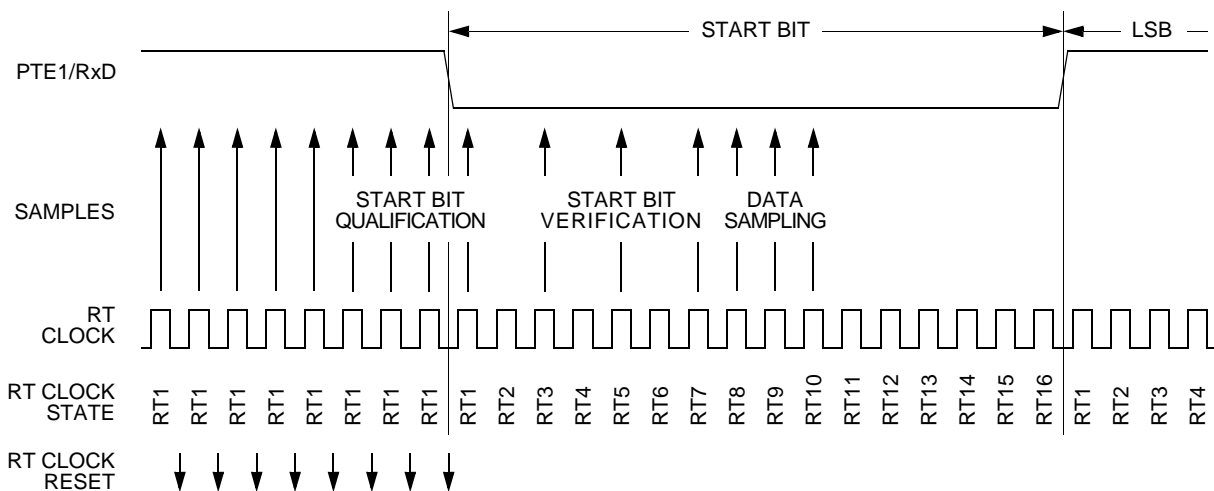 START BIT
LSB
PTE1/RxD
SAMPLES
START BIT
QUALIFICATION
START BIT
VERIFICATION
DATA
SAMPLING
RT
CLOCK
RT CLOCK
STATE
RT1 RT1 RT1 RT1 RT1 RT1 RT1 RT1 RT1 RT2 RT3 RT4 RT5 RT6 RT7 RT8 RT9 RT10 RT11 RT12 RT13 RT14 RT15 RT16 RT1 RT2 RT3 RT4
RT CLOCK
RESET